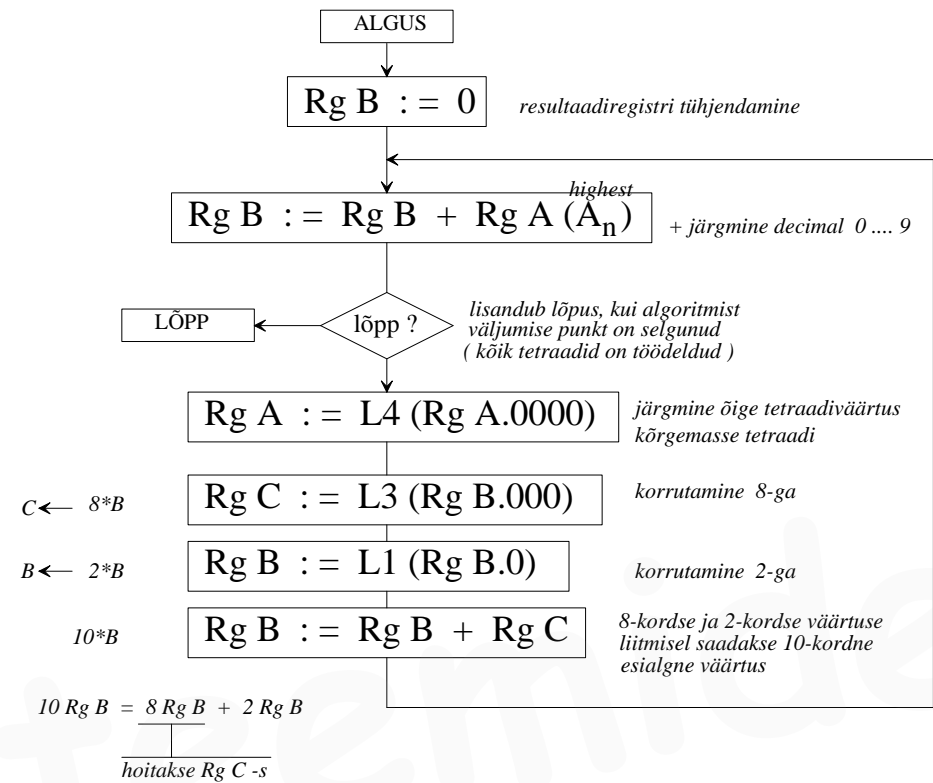 ALGUS
Rg B := 0
resultaadiregistri tühjendamine
highest
Rg B := Rg B + Rg A (An)
+ järgmine decimal 0 .... 9
LÕPP
lõpp ?
lisandub lõpus, kui algoritmist
väljumise punkt on selgunud
( kõik tetraadid on töödeldud )
Rg A := L4 (Rg A.0000)
järgmine õige tetraadiväärtus
kõrgemasse tetraadi
C ← 8*B
Rg C := L3 (Rg B.000)
korrutamine 8-ga
B ← 2*B
Rg B := L1 (Rg B.0)
korrutamine 2-ga
10*B
Rg B := Rg B + Rg C
8-kordse ja 2-kordse väärtuse
liitmisel saadakse 10-kordne
esialgne väärtus
10 Rg B = 8 Rg B + 2 Rg B
hoitakse Rg C -s
teemide